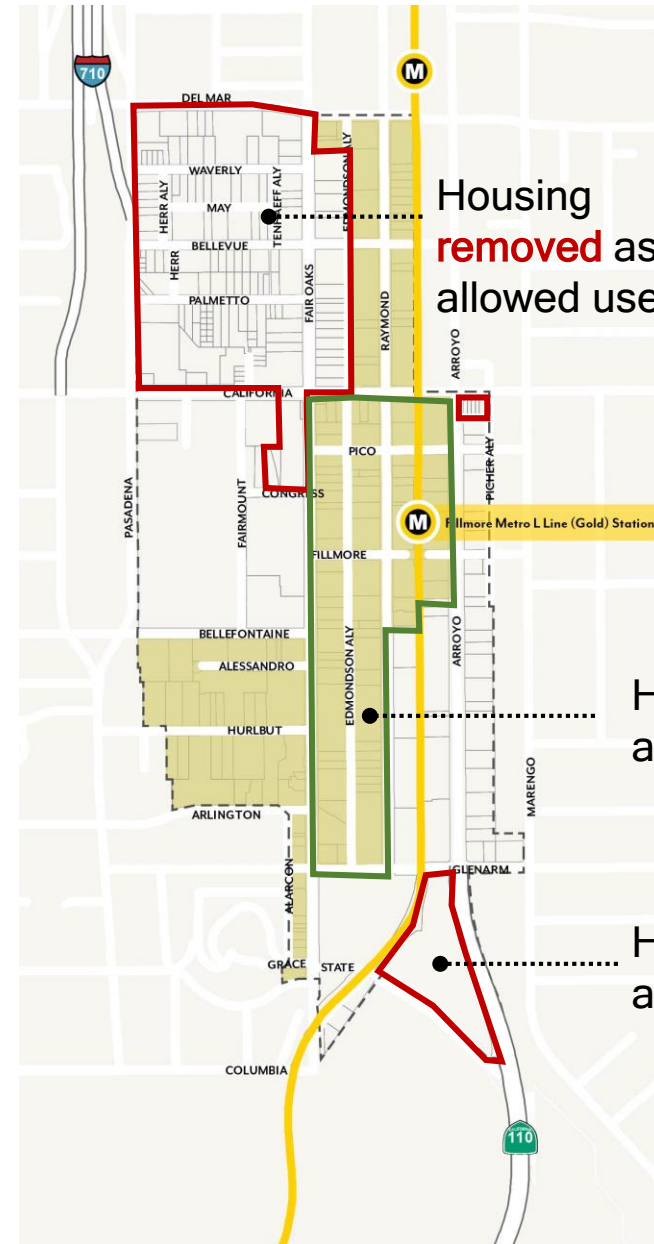 710
M
DEL MAR
WAVERLY
HERR ALY
MAY
EDMONDSON ALY
Housing
removed as
allowed use
BELLEVUE
HERR
PALMETTO
FAIR OAKS
RAYMOND
ARROYO
CALIFORNIA
PICO
PICHER ALY
CONGRESS
PASADENA
FAIRMOUNT
M
Fillmore Metro L Line (Gold) Station
FILLMORE
BELLEFONTAINE
ALESSANDRO
EDMONDSON ALY
ARROYO
H
a
HURLBUT
MARENGO
ARLINGTON
GLENARM
ALARCON
H
a
GRACE
STATE
COLUMBIA
CALIFORNIA
110